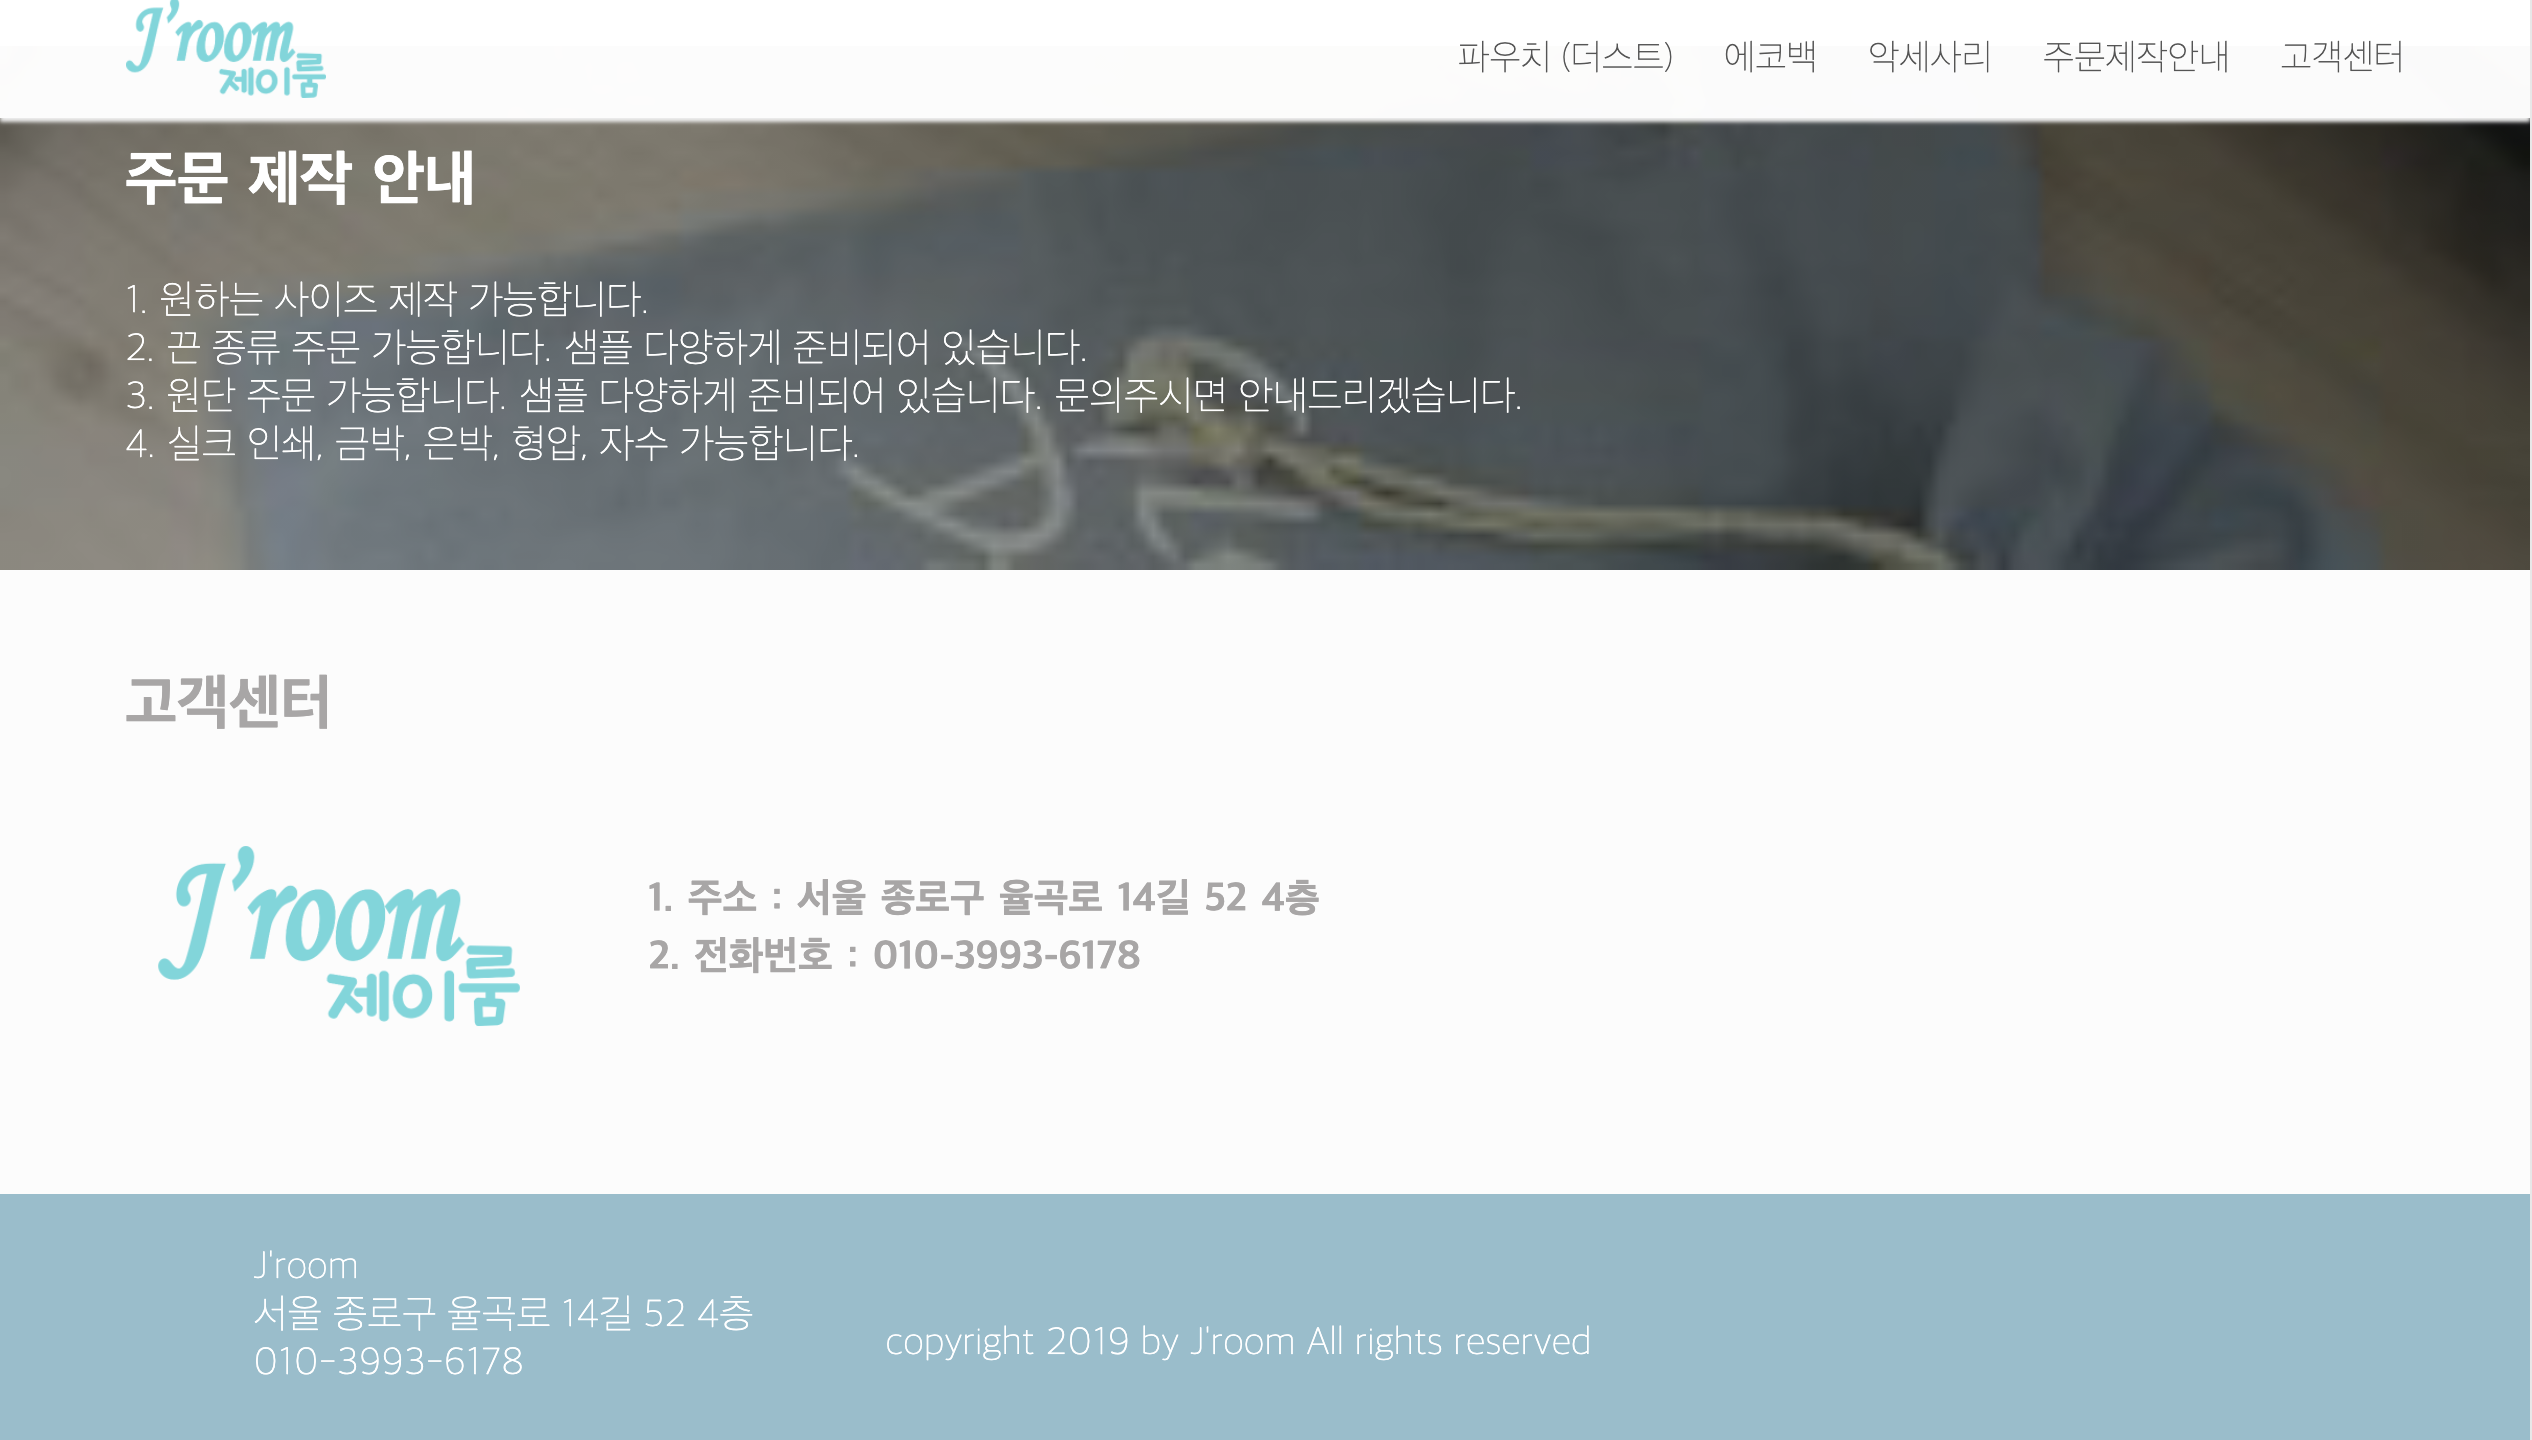 J'room
제이룸
파우치 (더스트) 에코백 악세사리 주문제작안내 고객센터
주문 제작 안내
1. 원하는 사이즈 제작 가능합니다.
2. 끈 종류 주문 가능합니다. 샘플 다양하게 준비되어 있습니다.
3. 원단 주문 가능합니다. 샘플 다양하게 준비되어 있습니다. 문의주시면 안내드리겠습니다.
4. 실크 인쇄, 금박, 은박, 형압, 자수 가능합니다.
고객센터
J'room
제이룸
1. 주소 : 서울 종로구 율곡로 14길 52 4층
2. 전화번호 : 010-3993-6178
J'room
서울 종로구 율곡로 14길 52 4층
010-3993-6178
copyright 2019 by J'room All rights reserved